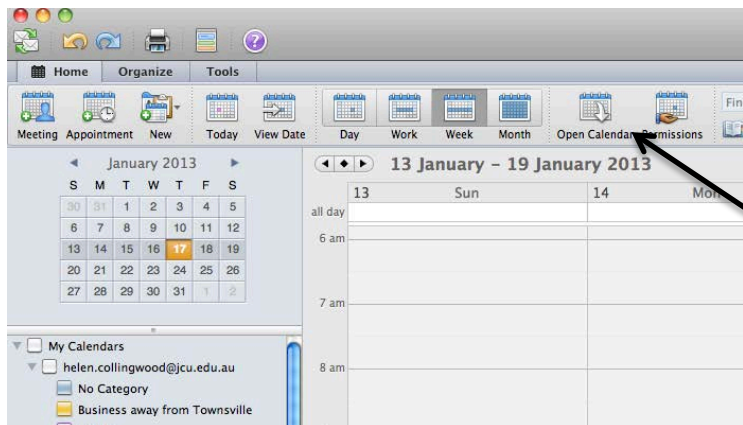 Home Organize Tools
Meeting Appointment New Today View Date Day Work Week Month Open Calendar Permissions
Fin
January 2013
S M T W T F S
30 31 1 2 3 4 5
6 7 8 9 10 11 12
13 14 15 16 17 18 19
20 21 22 23 24 25 26
27 28 29 30 31 1 2
13 January – 19 January 2013
13 Sun 14 Mon
all day
6 am
7 am
8 am
My Calendars
helen.collingwood@jcu.edu.au
No Category
Business away from Townsville